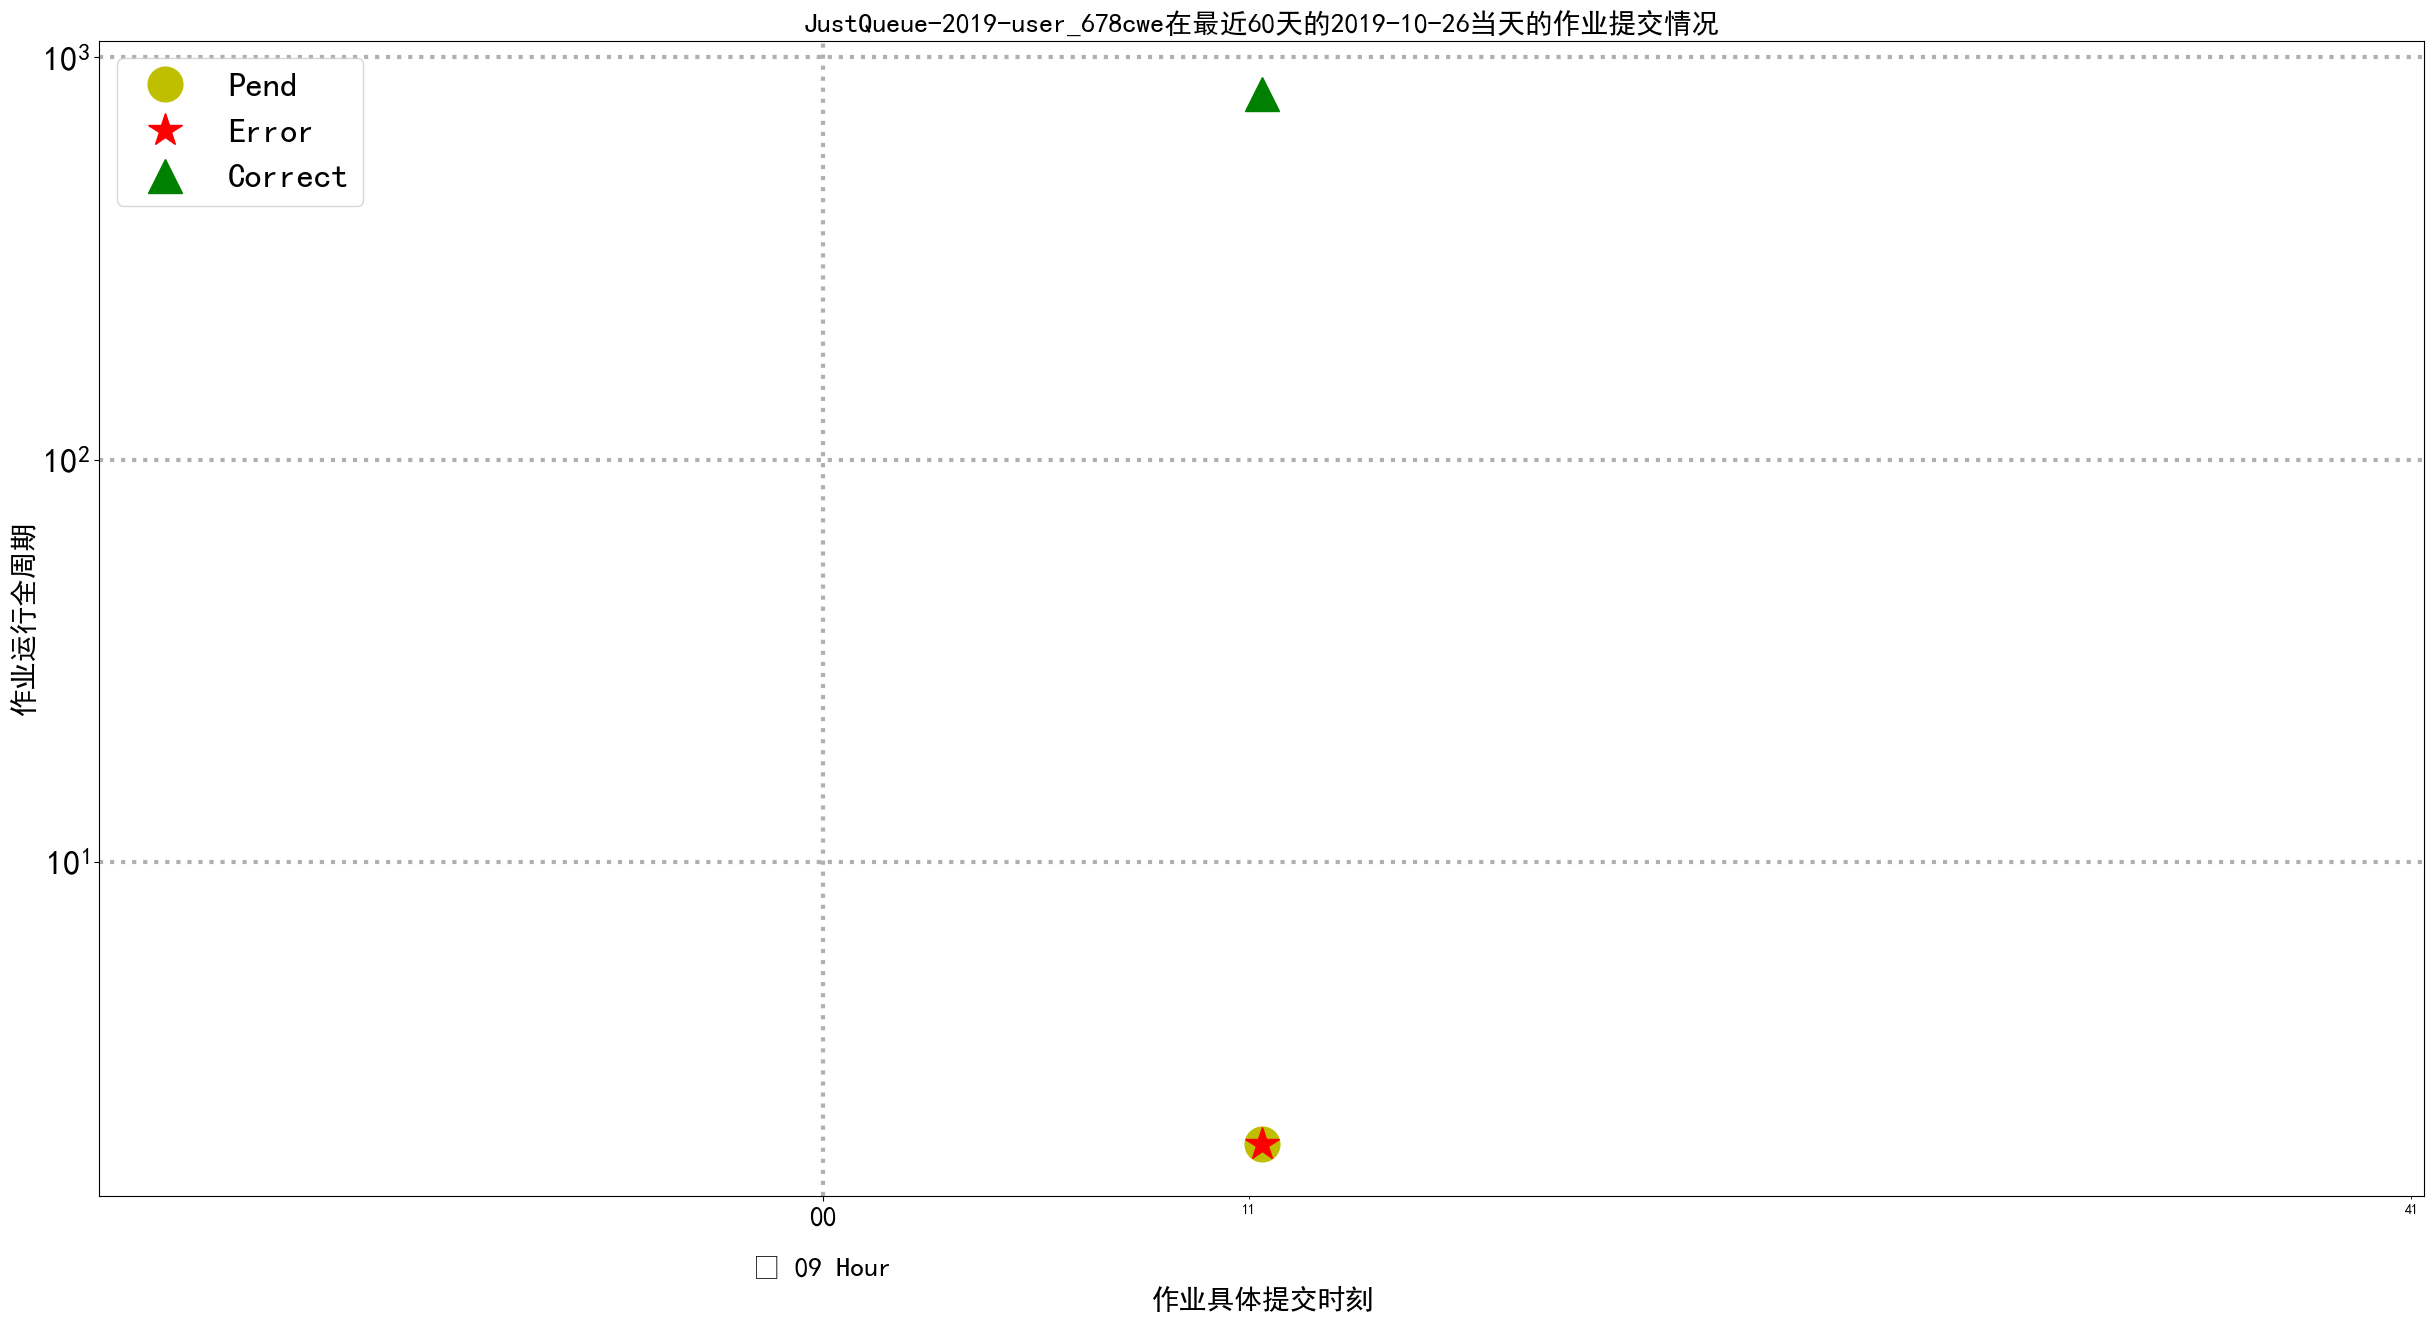 JustQueue-2019-user_678cwe在最近60天的2019-10-26当天的作业提交情况
10³
Pend
Error
Correct
10²
作业运行全周期
10¹
00 11 41
□ 09 Hour
作业具体提交时刻